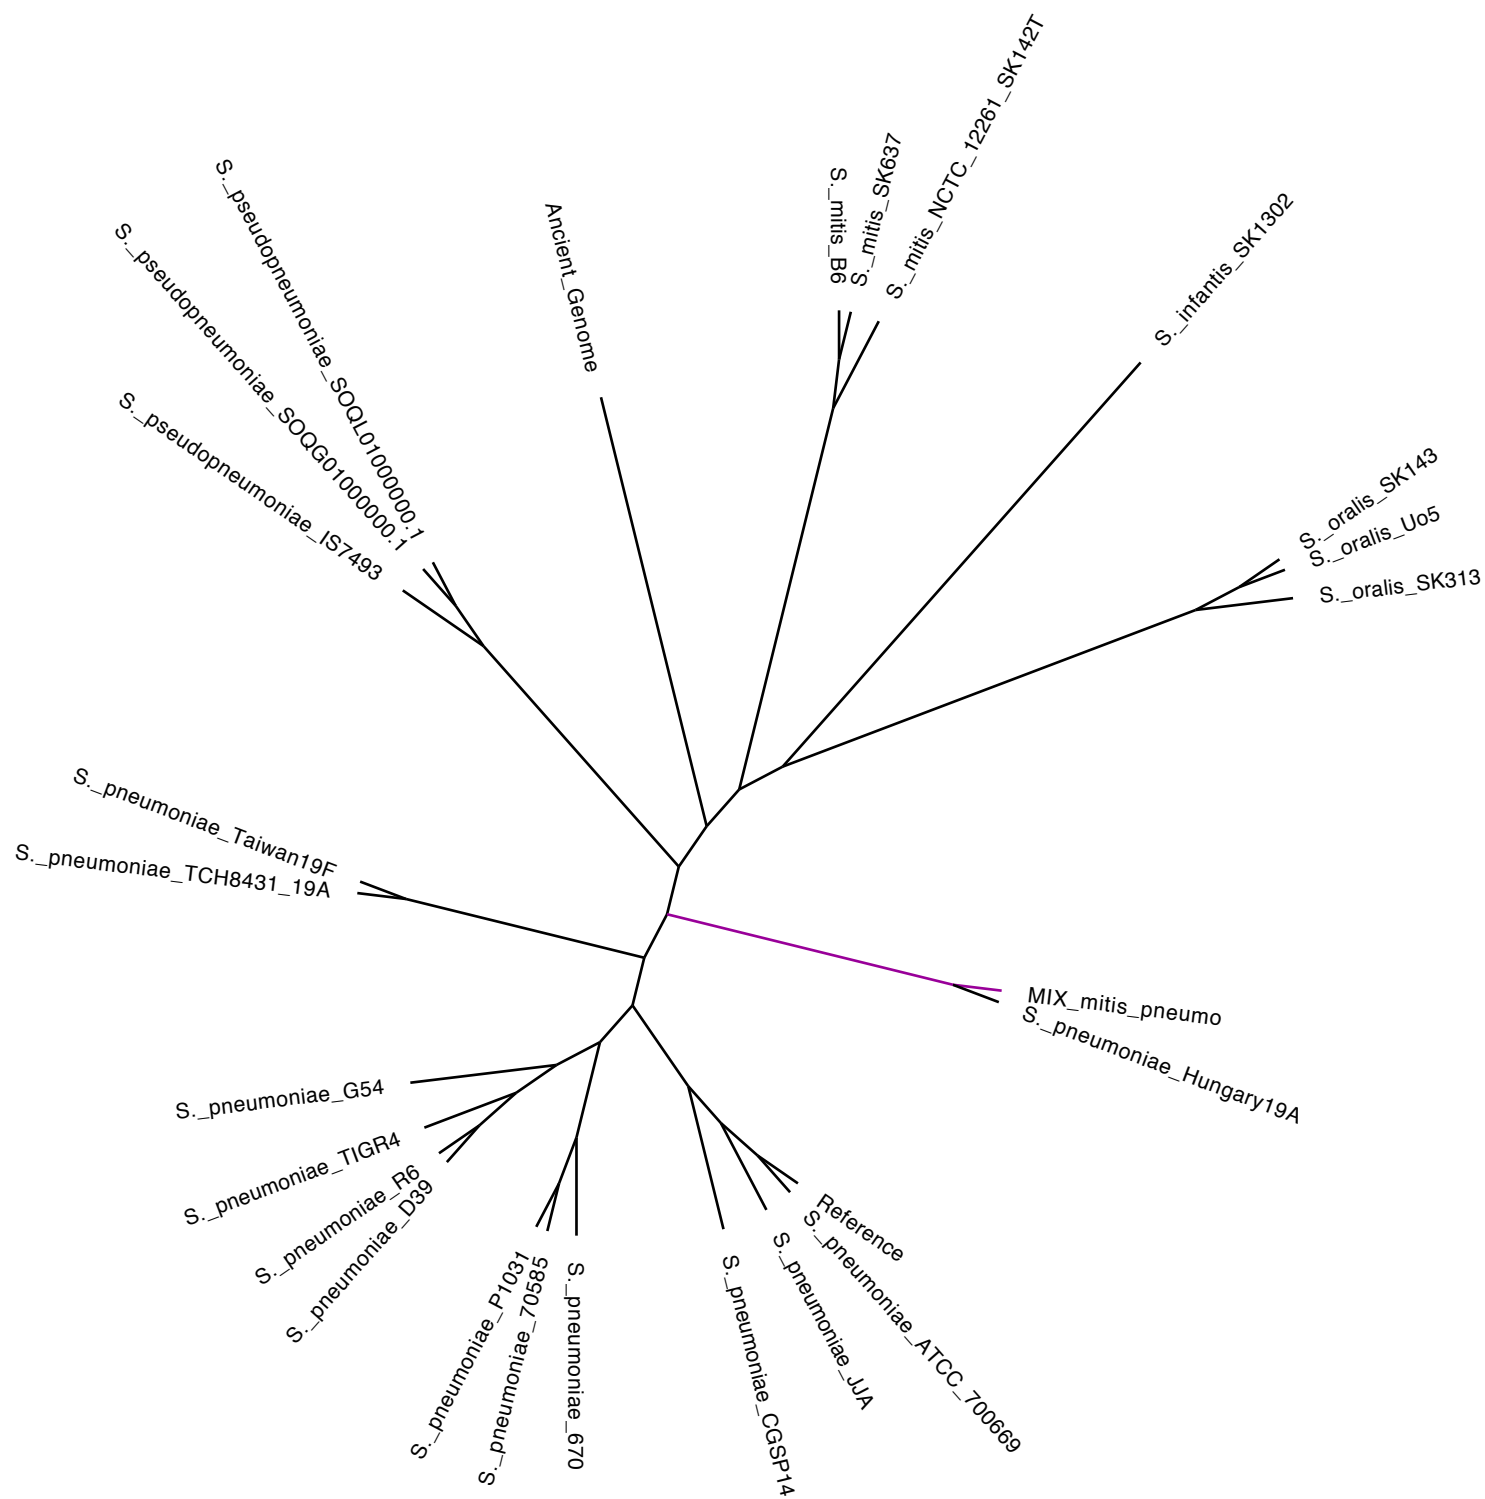 S._mitis_NCTC_12261_SK142T
S._mitis_SK637
S._mitis_B6
S._pseudopneumoniae_SOQL01000000.1
S._infantis_SK1302
Ancient_Genome
S._pseudopneumoniae_SOQG01000000.1
S._pseudopneumoniae_IS7493
S._oralis_SK143
S._oralis_Uo5
S._oralis_SK313
S._pneumoniae_Taiwan19F
S._pneumoniae_TCH8431_19A
MIX_mitis_pneumo
S._pneumoniae_Hungary19A
S._pneumoniae_G54
S._pneumoniae_TIGR4
S._pneumoniae_R6
S._pneumoniae_D39
Reference
S._pneumoniae_ATCC_700669
S._pneumoniae_JJA
S._pneumoniae_P1031
S._pneumoniae_70585
S._pneumoniae_670
S._pneumoniae_CGSP14